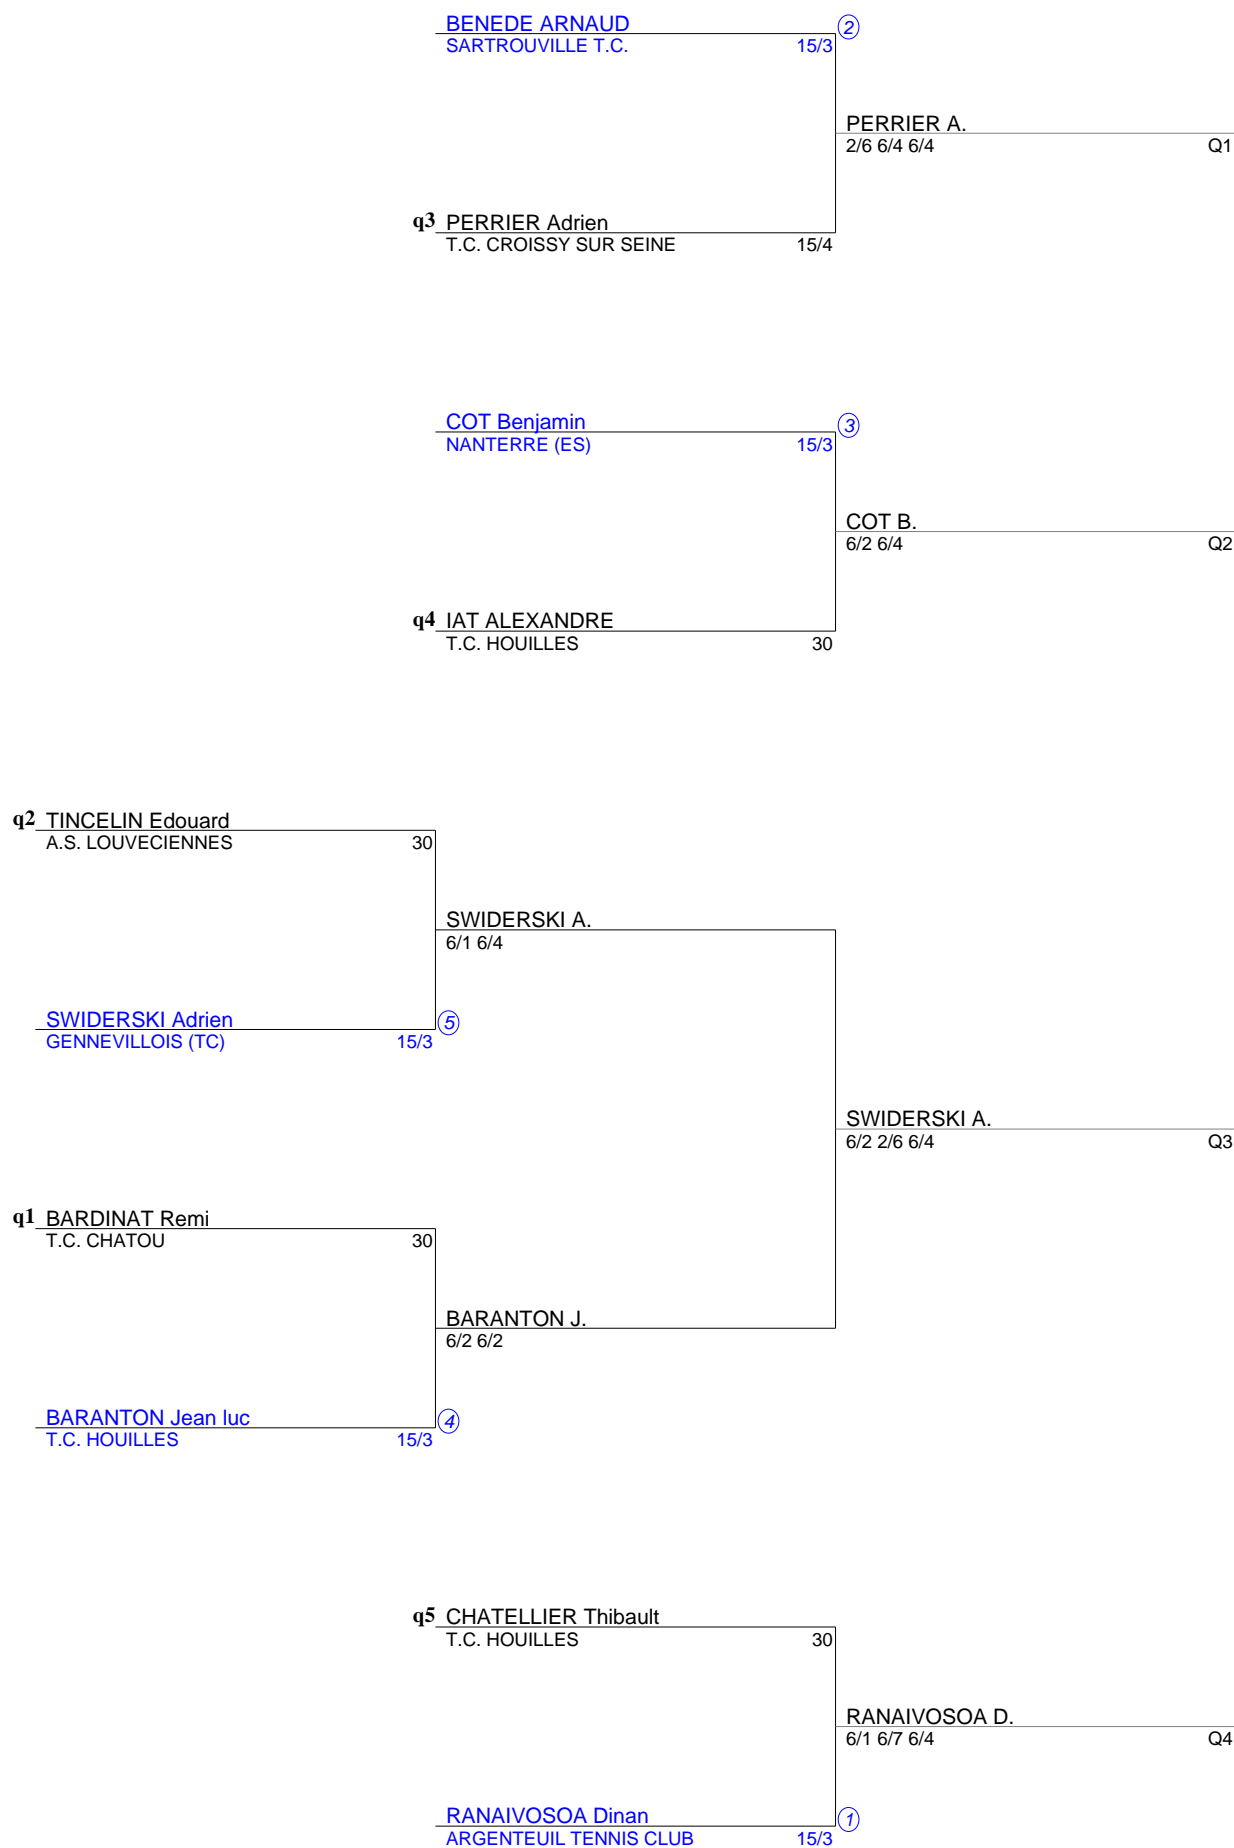 BENEDE ARNAUD 2
SARTROUVILLE T.C. 15/3
PERRIER A.
2/6 6/4 6/4 Q1
q3 PERRIER Adrien
T.C. CROISSY SUR SEINE 15/4
COT Benjamin 3
NANTERRE (ES) 15/3
COT B.
6/2 6/4 Q2
q4 IAT ALEXANDRE
T.C. HOUILLES 30
q2 TINCELIN Edouard
A.S. LOUVECIENNES 30
SWIDERSKI A.
6/1 6/4
SWIDERSKI Adrien 5
GENNEVILLOIS (TC) 15/3
SWIDERSKI A.
6/2 2/6 6/4 Q3
q1 BARDINAT Remi
T.C. CHATOU 30
BARANTON J.
6/2 6/2
BARANTON Jean luc 4
T.C. HOUILLES 15/3
q5 CHATELLIER Thibault
T.C. HOUILLES 30
RANAIVOSOA D.
6/1 6/7 6/4 Q4
RANAIVOSOA Dinan 1
ARGENTEUIL TENNIS CLUB 15/3